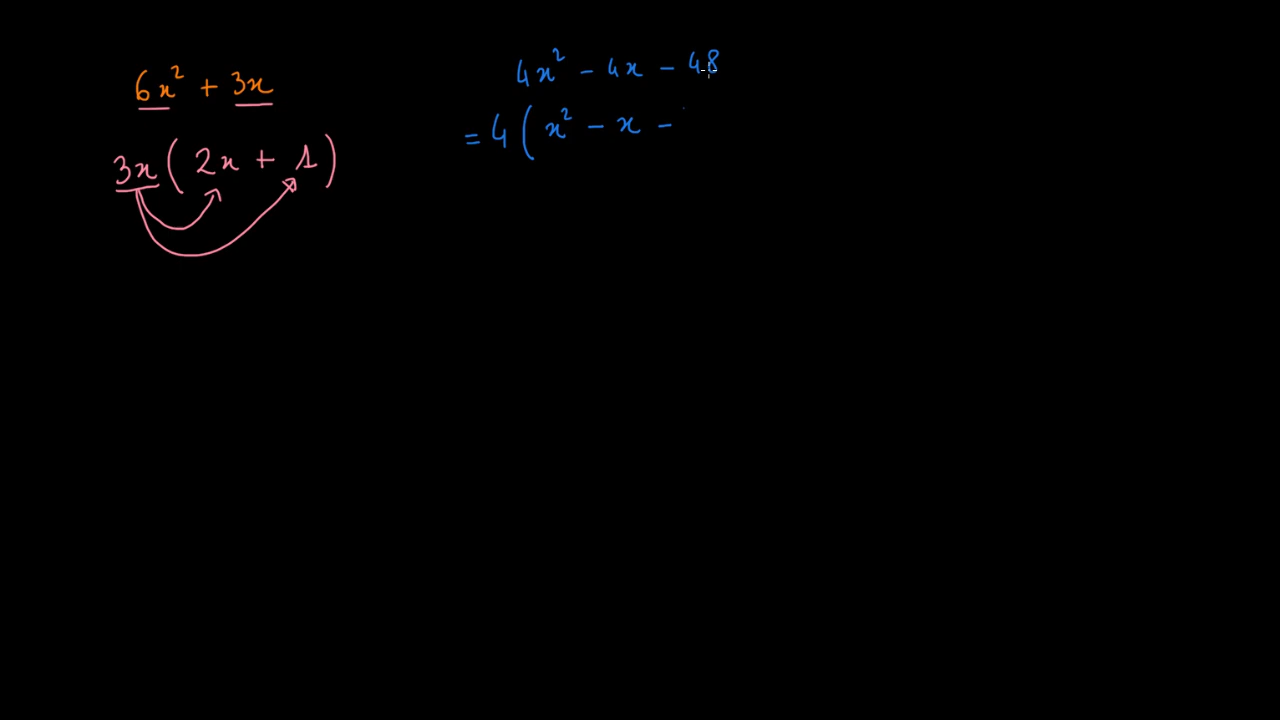 6x² + 3x
3x(2x + 1)
4x² - 4x - 48
= 4(x² - x -